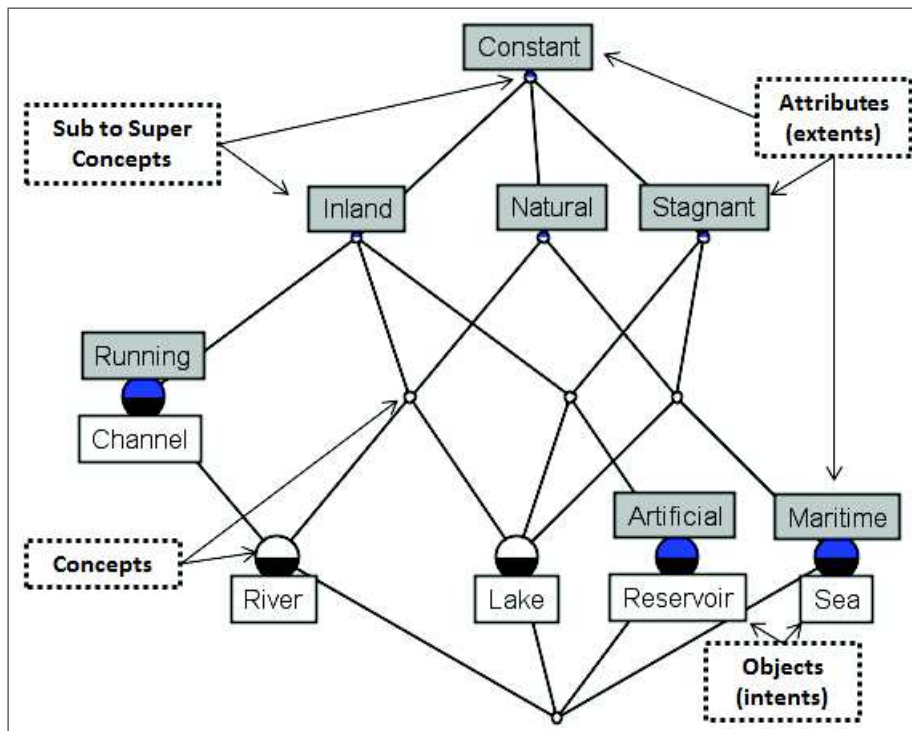 Constant
Attributes
(extents)
Sub to Super
Concepts
Inland
Natural
Stagnant
Running
Channel
Artificial
Maritime
Concepts
River
Lake
Reservoir
Sea
Objects
(intents)